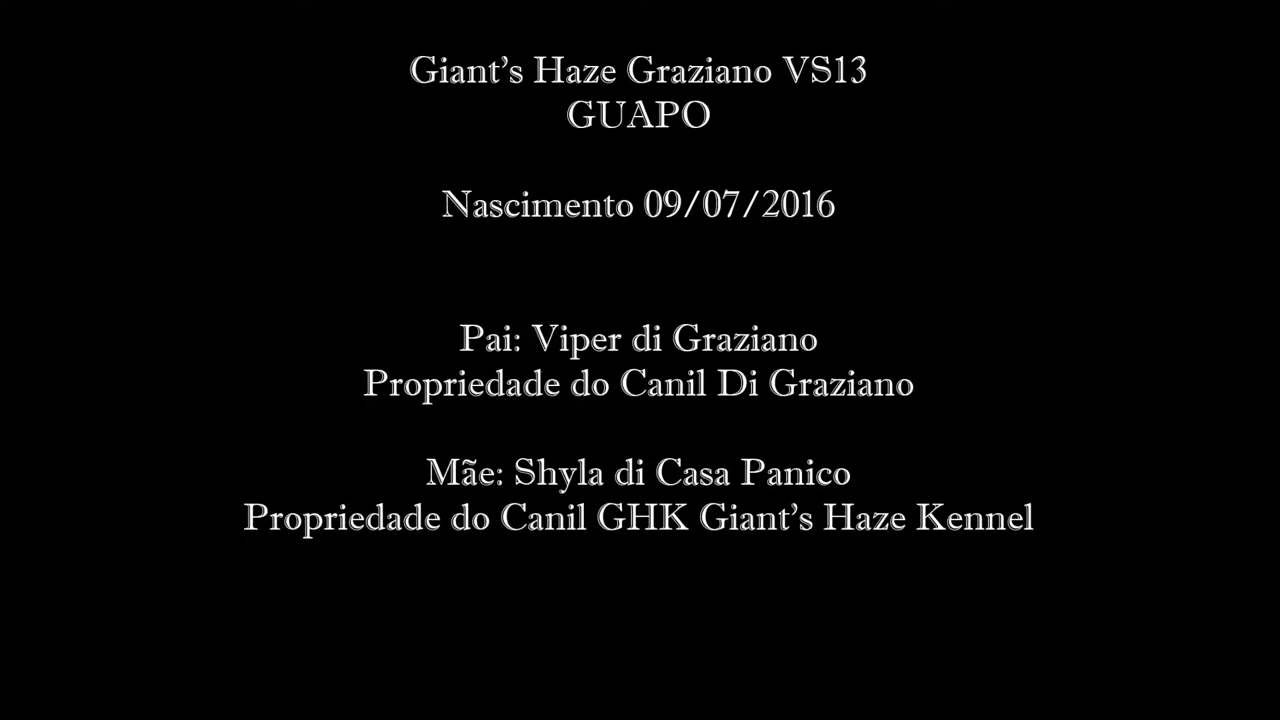 Giant's Haze Graziano VS13
GUAPO
Nascimento 09/07/2016
Pai: Viper di Graziano
Propriedade do Canil Di Graziano
Mãe: Shyla di Casa Panico
Propriedade do Canil GHK Giant's Haze Kennel